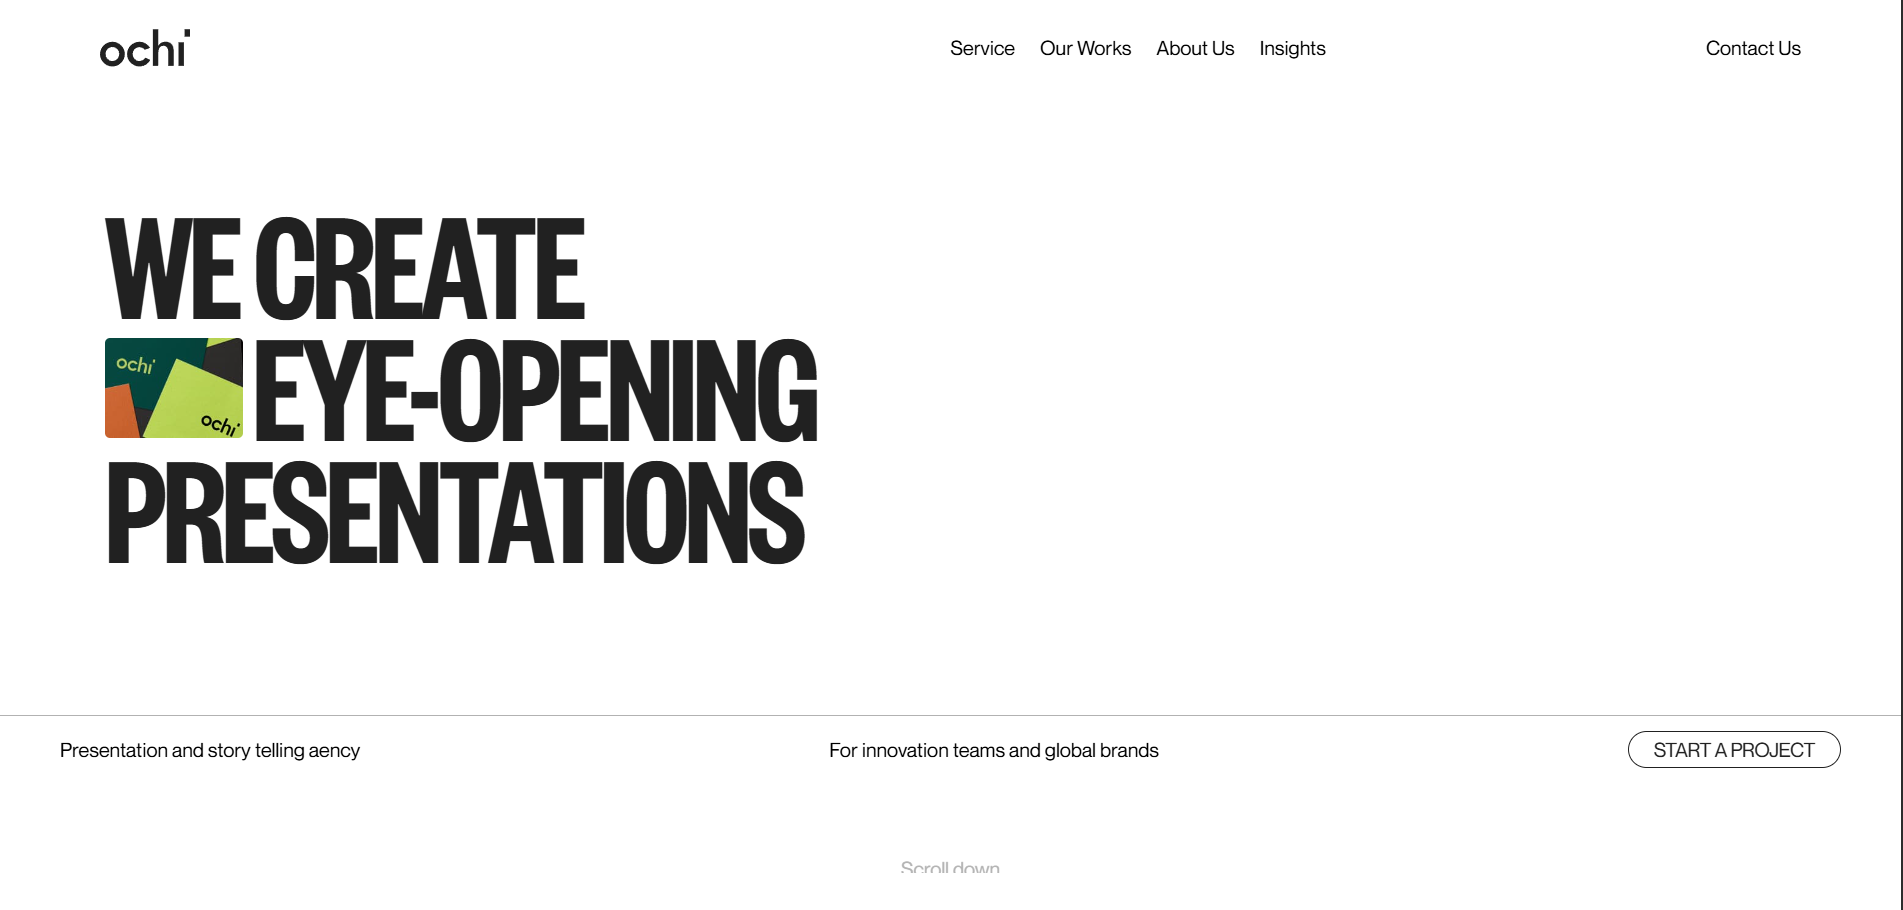 ochi
Service Our Works About Us Insights Contact Us
WE CREATE
ochi
ochi
EYE-OPENING
PRESENTATIONS
Presentation and story telling aency
For innovation teams and global brands
START A PROJECT
Scroll down